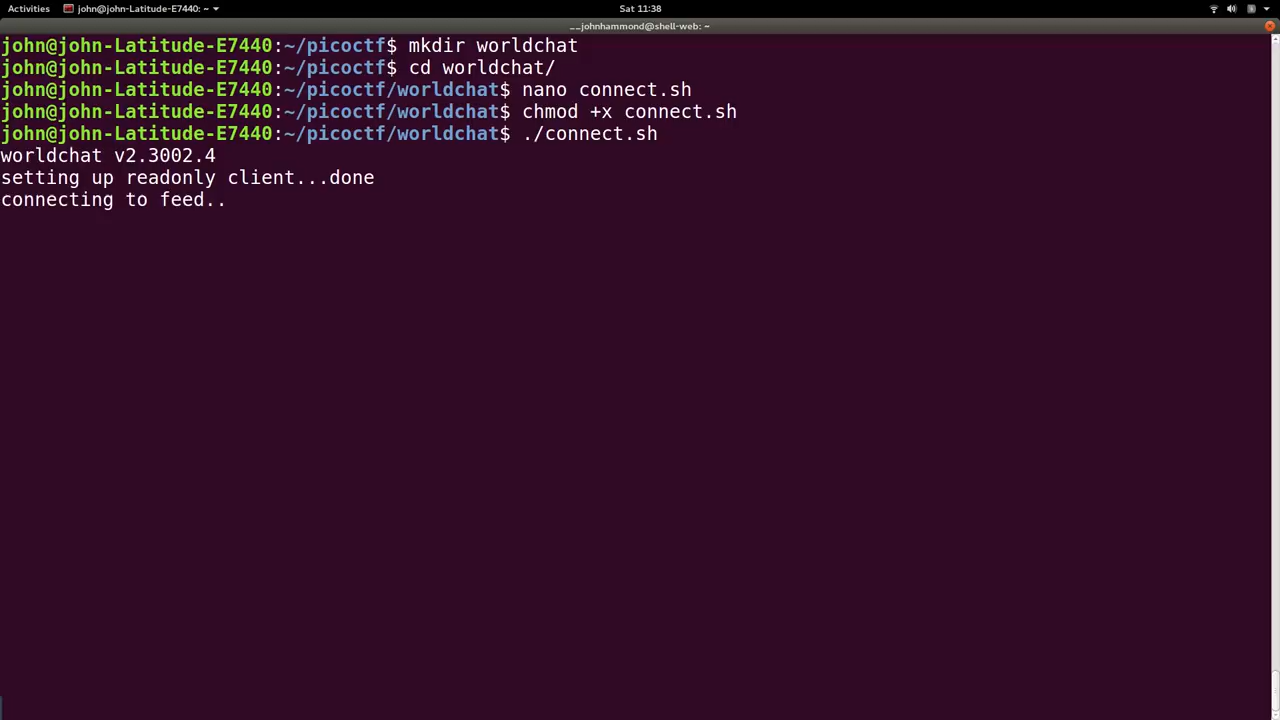 Activities john@john-Latitude-E7440: ~ Sat 11:38
__johnhammond@shell-web: ~
john@john-Latitude-E7440:~/picoctf$ mkdir worldchat
john@john-Latitude-E7440:~/picoctf$ cd worldchat/
john@john-Latitude-E7440:~/picoctf/worldchat$ nano connect.sh
john@john-Latitude-E7440:~/picoctf/worldchat$ chmod +x connect.sh
john@john-Latitude-E7440:~/picoctf/worldchat$ ./connect.sh
worldchat v2.3002.4
setting up readonly client...done
connecting to feed..